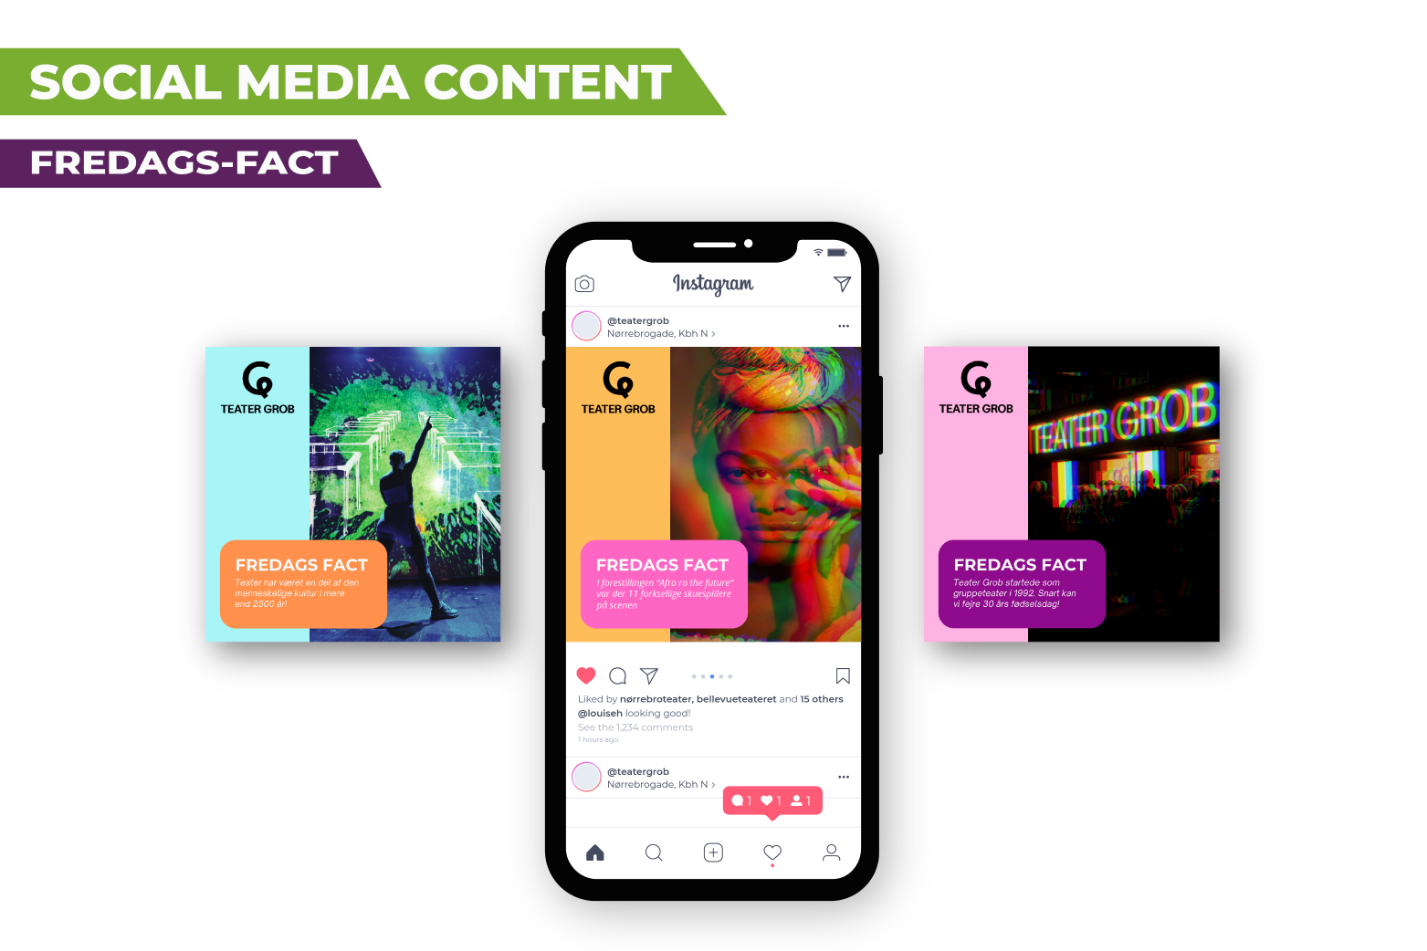 SOCIAL MEDIA CONTENT
FREDAGS-FACT
TEATER GROB
FREDAGS FACT
Teater har været en del af den
menneskelige kultur i mere
end 2500 år!
Instagram
@teatergrob
Nørrebrogade, Kbh N >
TEATER GROB
FREDAGS FACT
I forestillingen "Afro ro the future"
var der 11 forksellige skuespillere
på scenen
Liked by nørrebroteater, bellevueteateret and 15 others
@louiseh looking good!
See the 1,234 comments
1 hours ago
@teatergrob
Nørrebrogade, Kbh N >
1 1 1
TEATER GROB
TEATER GROB
FREDAGS FACT
Teater Grob startede som
gruppeteater i 1992. Snart kan
vi fejre 30 års fødselsdag!